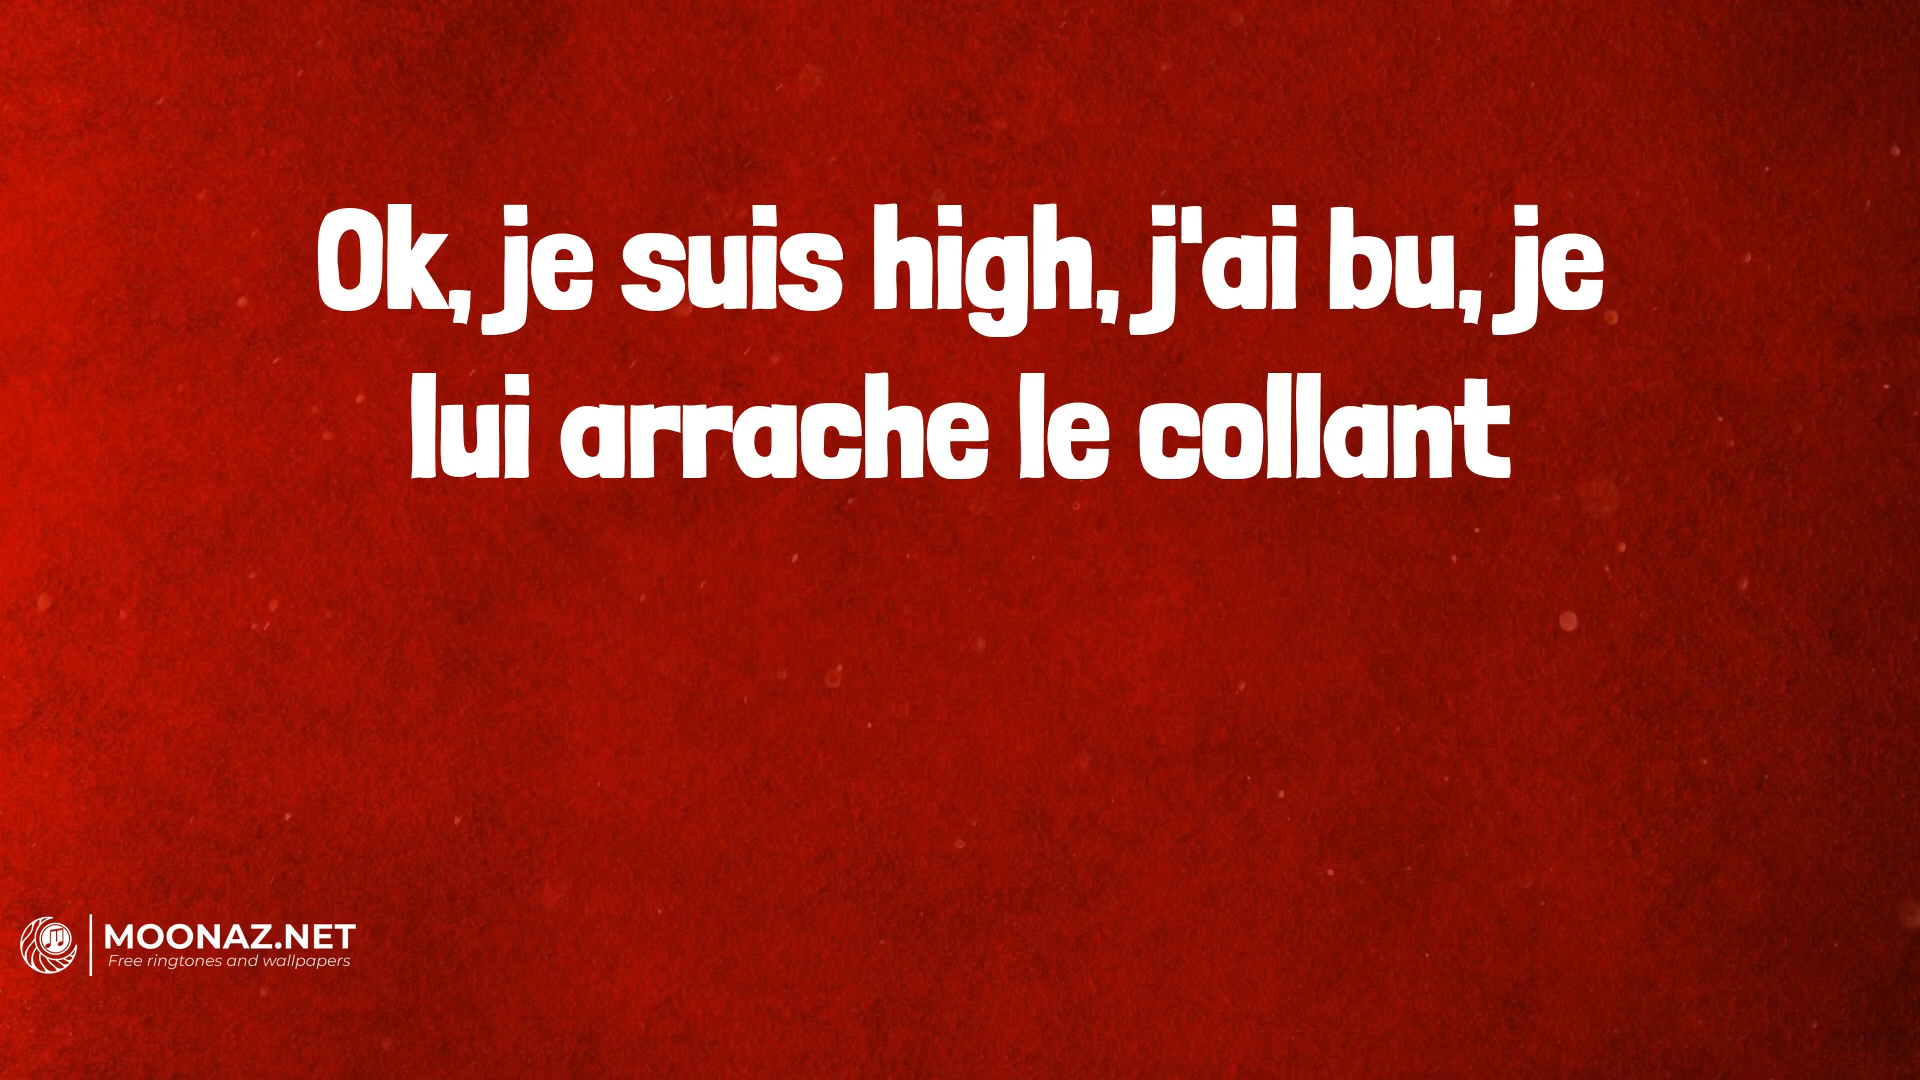 Ok, je suis high, j'ai bu, je
lui arrache le collant
MOONAZ.NET
Free ringtones and wallpapers